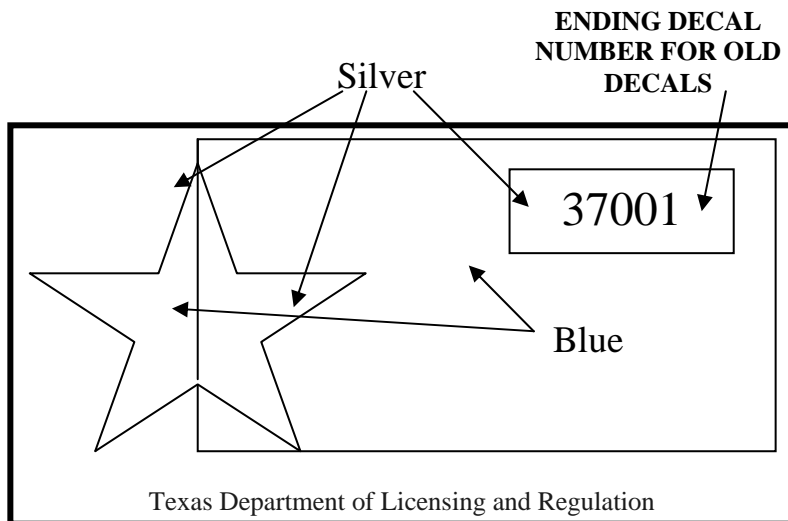 ENDING DECAL
NUMBER FOR OLD
DECALS
Silver
37001
Blue
Texas Department of Licensing and Regulation